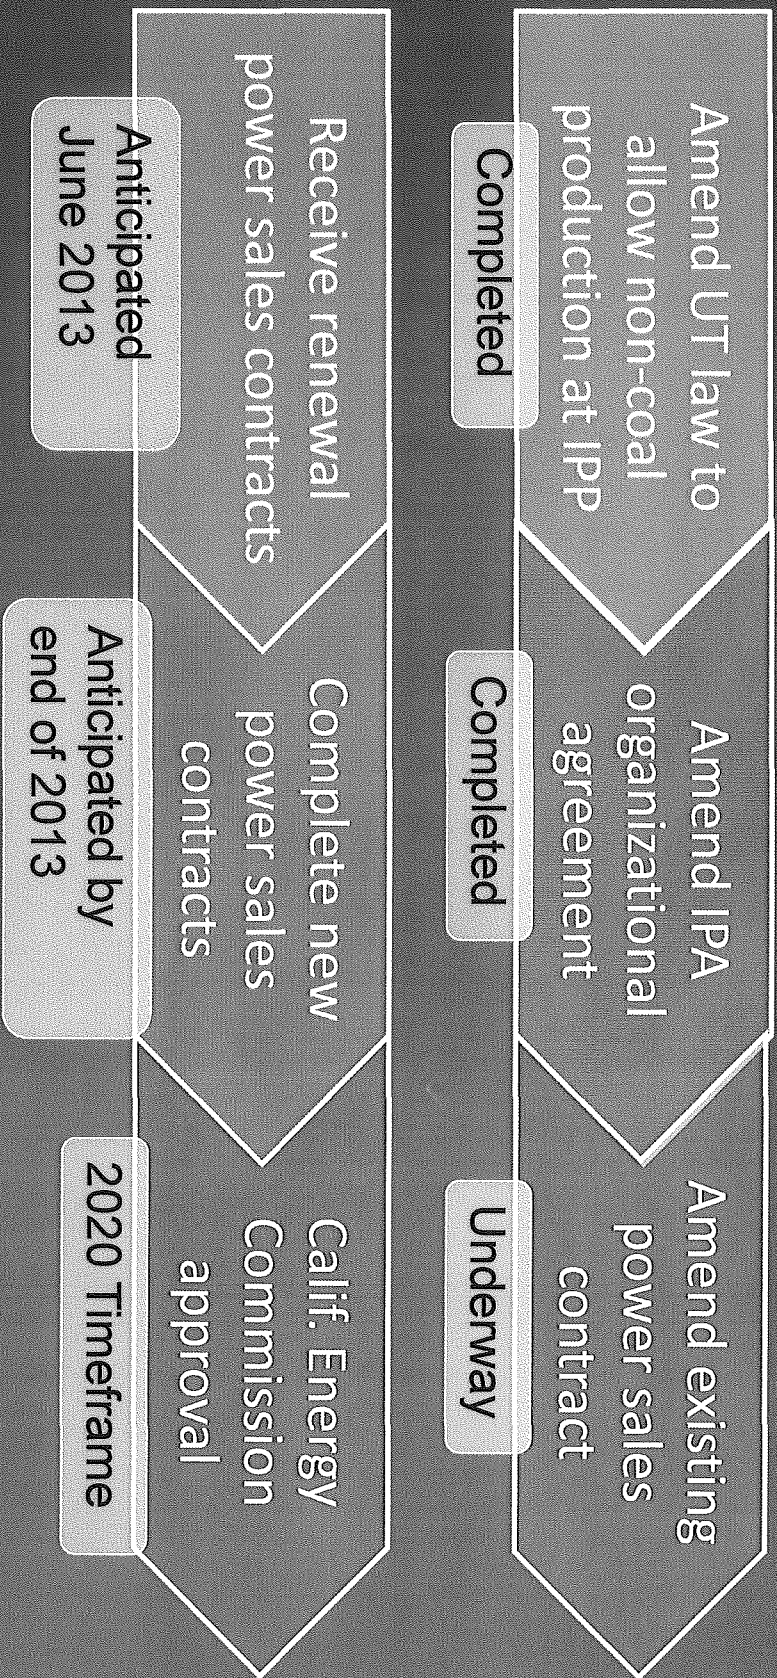 Amend UT law to
allow non-coal
production at IPP
Completed
Amend IPA
organizational
agreement
Completed
Amend existing
power sales
contract
Underway
Receive renewal
power sales contracts
Anticipated
June 2013
Complete new
power sales
contracts
Anticipated by
end of 2013
Calif. Energy
Commission
approval
2020 Timeframe